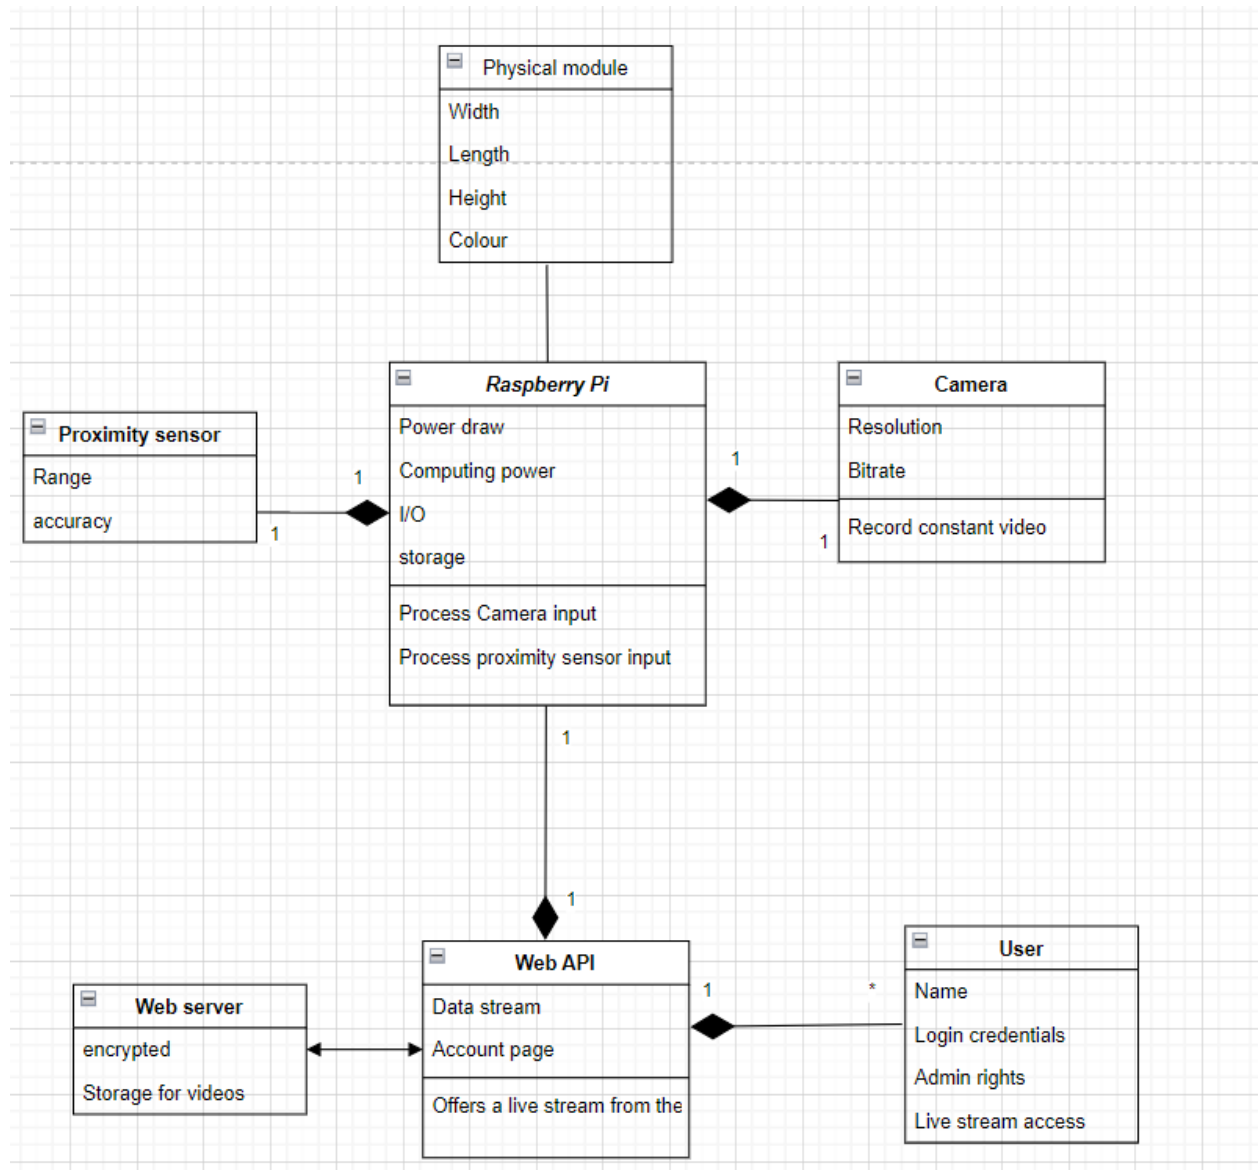 Physical module
Width
Length
Height
Colour
Raspberry Pi
Power draw
Computing power
I/O
storage
Process Camera input
Process proximity sensor input
Proximity sensor
Range
accuracy
1
1
Camera
Resolution
Bitrate
Record constant video
1
1
1
1
Web API
Data stream
Account page
Offers a live stream from the
Web server
encrypted
Storage for videos
1
*
User
Name
Login credentials
Admin rights
Live stream access